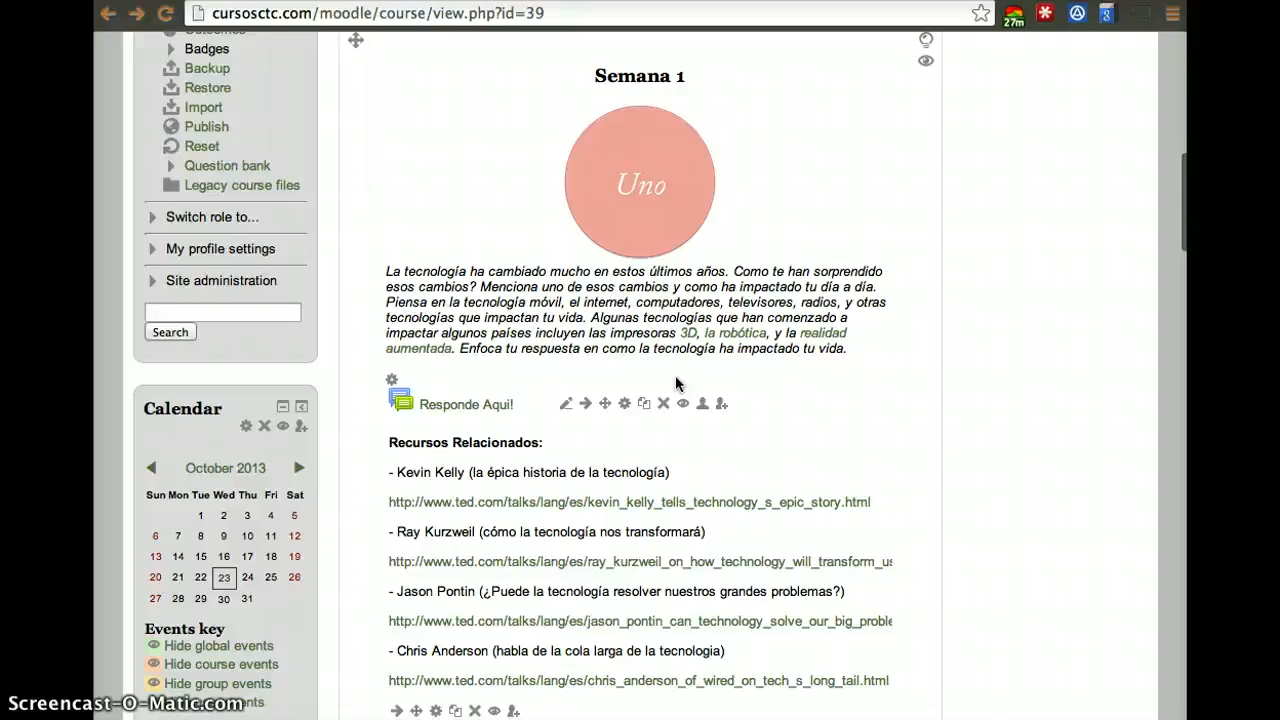 cursosctc.com/moodle/course/view.php?id=39
27m
Badges
Backup
Restore
Import
Publish
Reset
Question bank
Legacy course files
Switch role to...
My profile settings
Site administration
Search
Calendar
October 2013
Sun Mon Tue Wed Thu Fri Sat
1 2 3 4 5
6 7 8 9 10 11 12
13 14 15 16 17 18 19
20 21 22 23 24 25 26
27 28 29 30 31
Events key
Hide global events
Hide course events
Hide group events
Semana 1
Uno
La tecnología ha cambiado mucho en estos últimos años. Como te han sorprendido
esos cambios? Menciona uno de esos cambios y como ha impactado tu día a día.
Piensa en la tecnología móvil, el internet, computadores, televisores, radios, y otras
tecnologías que impactan tu vida. Algunas tecnologías que han comenzado a
impactar algunos países incluyen las impresoras 3D, la robótica, y la realidad
aumentada. Enfoca tu respuesta en como la tecnología ha impactado tu vida.
Responde Aqui!
Recursos Relacionados:
- Kevin Kelly (la épica historia de la tecnología)
http://www.ted.com/talks/lang/es/kevin_kelly_tells_technology_s_epic_story.html
- Ray Kurzweil (cómo la tecnología nos transformará)
http://www.ted.com/talks/lang/es/ray_kurzweil_on_how_technology_will_transform_us
- Jason Pontin (¿Puede la tecnología resolver nuestros grandes problemas?)
http://www.ted.com/talks/lang/es/jason_pontin_can_technology_solve_our_big_proble
- Chris Anderson (habla de la cola larga de la tecnologia)
http://www.ted.com/talks/lang/es/chris_anderson_of_wired_on_tech_s_long_tail.html
Screencast-O-Matic.com